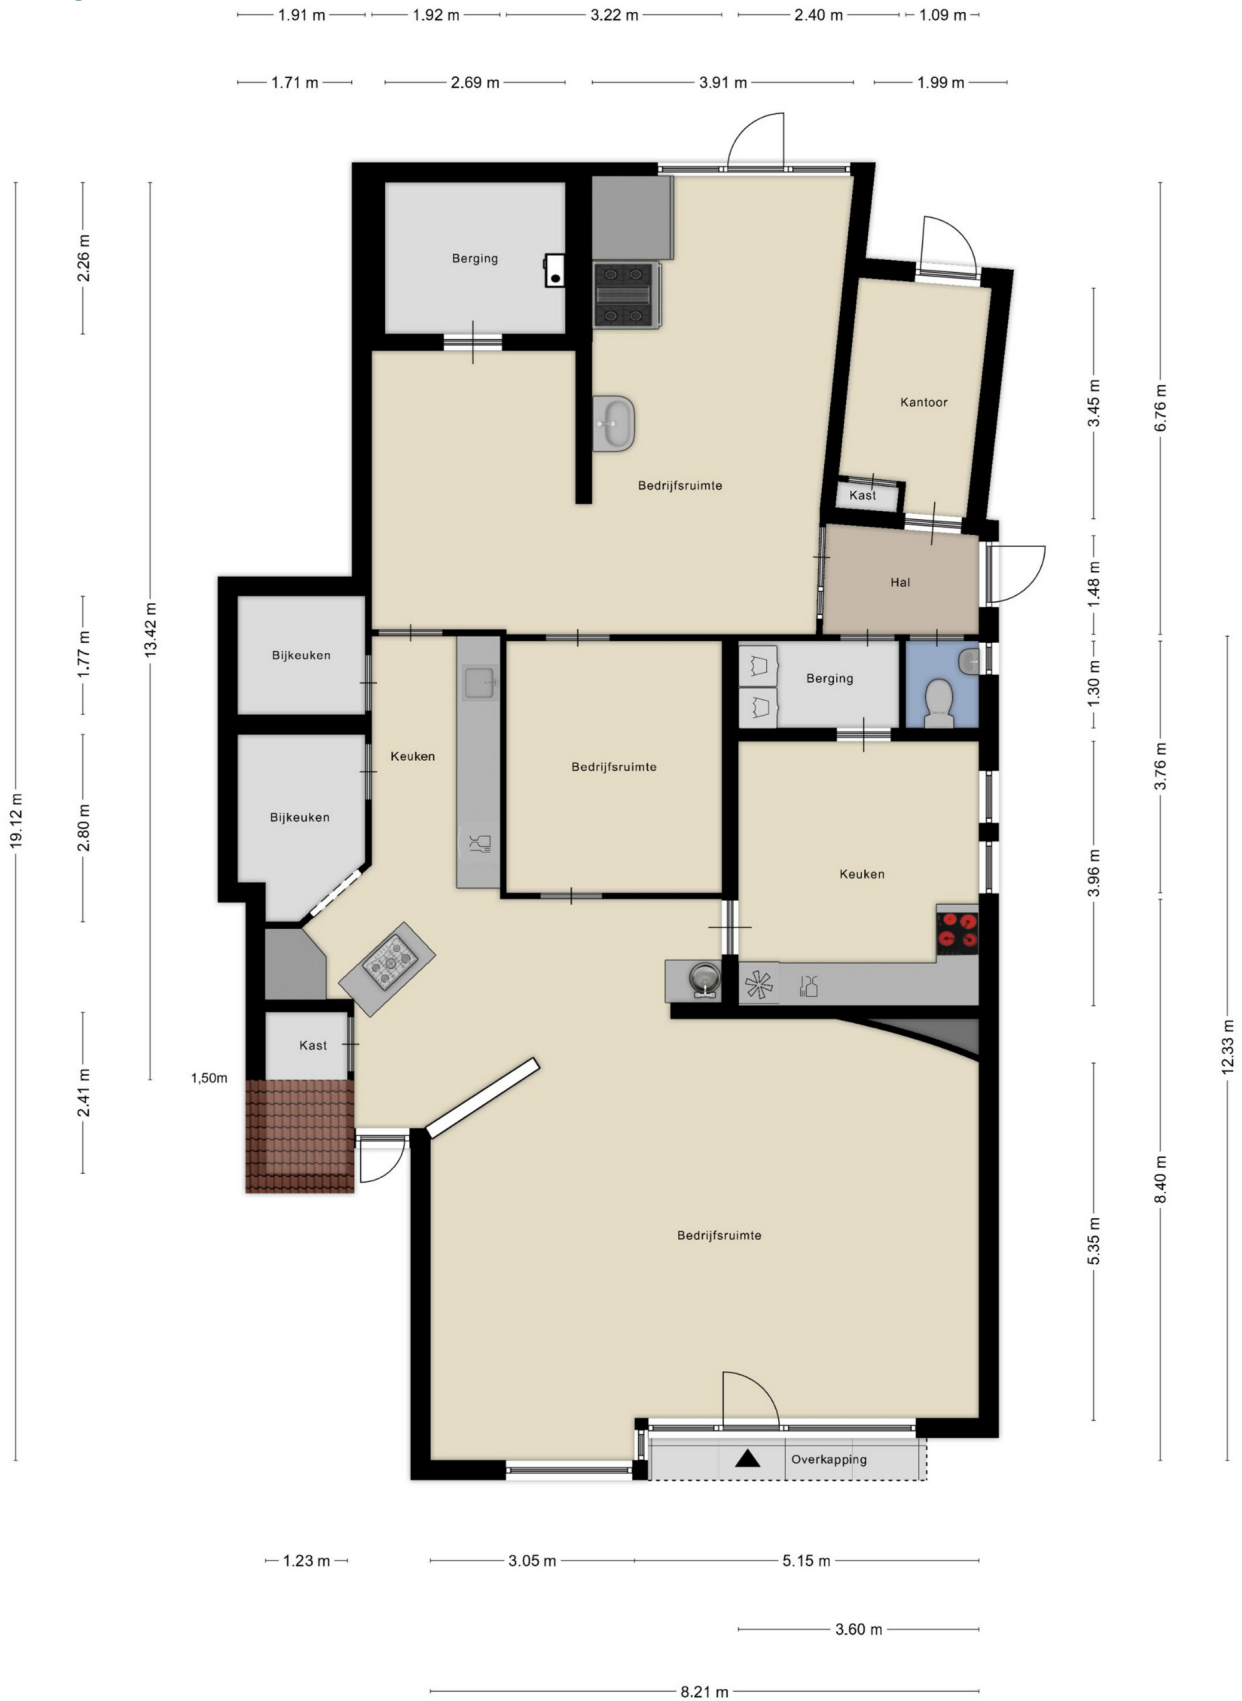 1.91 m
1.92 m
3.22 m
2.40 m
1.09 m
1.71 m
2.69 m
3.91 m
1.99 m
19.12 m
2.26 m
13.42 m
1.77 m
2.80 m
2.41 m
1,50m
Berging
Kantoor
Kast
Bedrijfsruimte
Hal
Bijkeuken
Berging
Keuken
Bedrijfsruimte
Bijkeuken
Keuken
Kast
Bedrijfsruimte
Overkapping
3.45 m
6.76 m
1.48 m
1.30 m
3.76 m
3.96 m
12.33 m
8.40 m
5.35 m
1.23 m
3.05 m
5.15 m
3.60 m
8.21 m